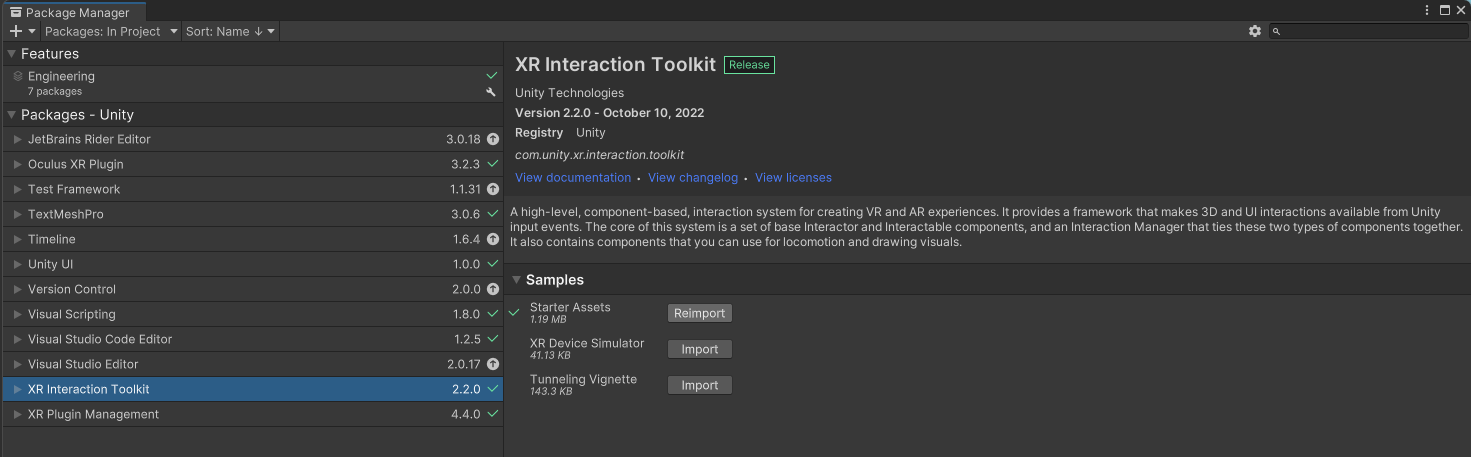 Package Manager
Packages: In Project
Sort: Name ↓
Features
Engineering
7 packages
Packages - Unity
JetBrains Rider Editor 3.0.18
Oculus XR Plugin 3.2.3
Test Framework 1.1.31
TextMeshPro 3.0.6
Timeline 1.6.4
Unity UI 1.0.0
Version Control 2.0.0
Visual Scripting 1.8.0
Visual Studio Code Editor 1.2.5
Visual Studio Editor 2.0.17
XR Interaction Toolkit 2.2.0
XR Plugin Management 4.4.0
XR Interaction Toolkit Release
Unity Technologies
Version 2.2.0 - October 10, 2022
Registry Unity
com.unity.xr.interaction.toolkit
View documentation • View changelog • View licenses
A high-level, component-based, interaction system for creating VR and AR experiences. It provides a framework that makes 3D and UI interactions available from Unity
input events. The core of this system is a set of base Interactor and Interactable components, and an Interaction Manager that ties these two types of components together.
It also contains components that you can use for locomotion and drawing visuals.
Samples
Starter Assets
1.19 MB
Reimport
XR Device Simulator
41.13 KB
Import
Tunneling Vignette
143.3 KB
Import